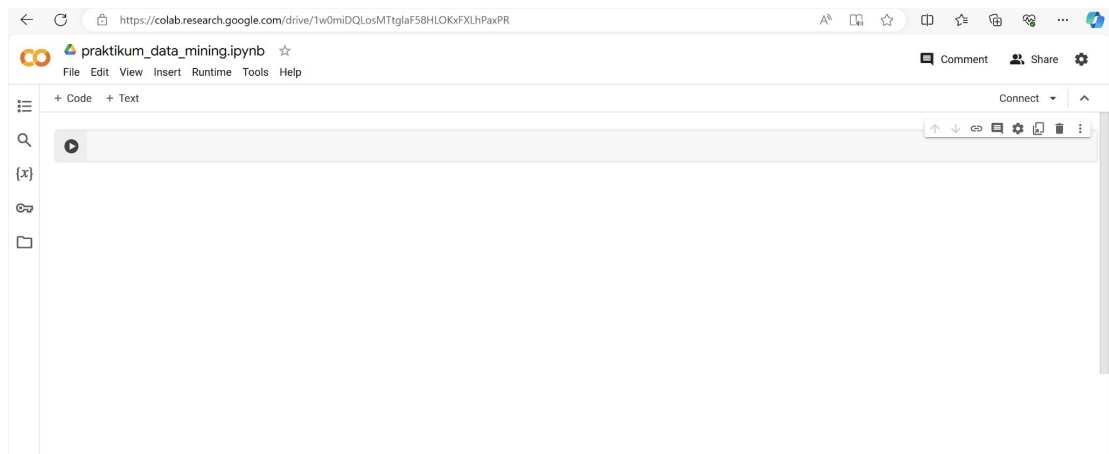 https://colab.research.google.com/drive/1w0miDQLosMTtglaF58HLOKxFXLhPaxPR
praktikum_data_mining.ipynb
Comment
Share
File Edit View Insert Runtime Tools Help
+ Code + Text
Connect
{x}